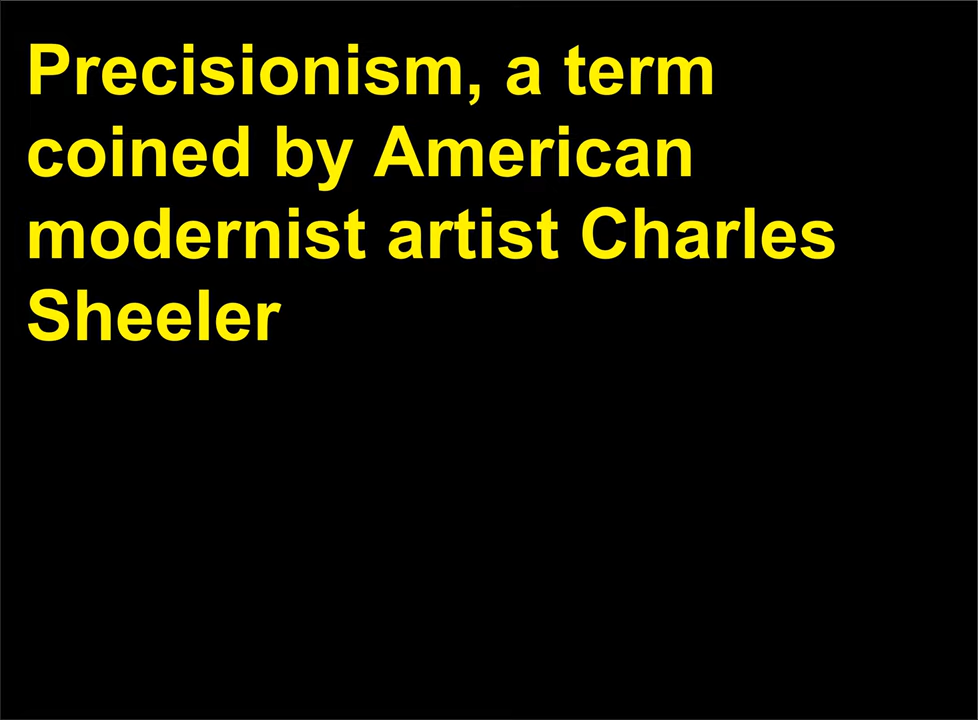 Precisionism, a term
coined by American
modernist artist Charles
Sheeler